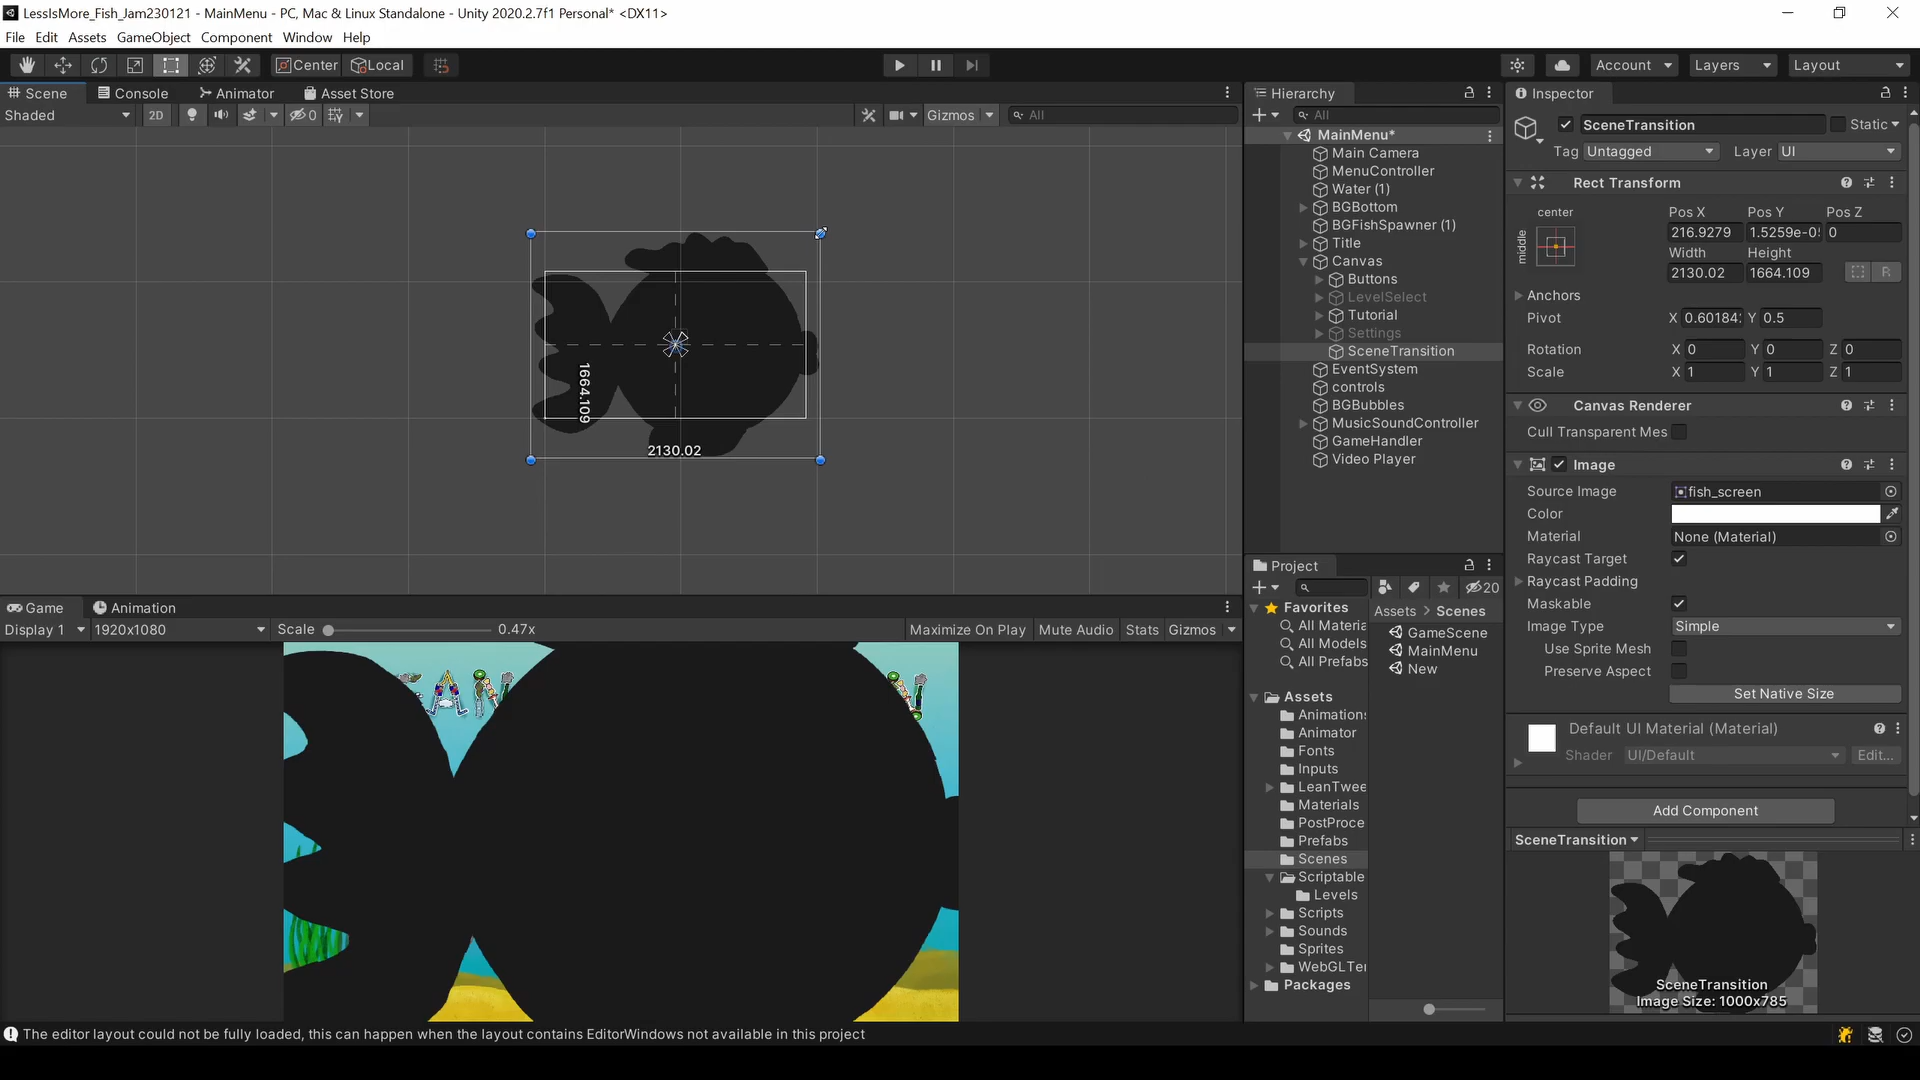 LessIsMore_Fish_Jam230121 - MainMenu - PC, Mac & Linux Standalone - Unity 2020.2.7f1 Personal* <DX11>
File Edit Assets GameObject Component Window Help
Center Local
Account Layers Layout
Scene Console Animator Asset Store
Shaded 2D 0 Gizmos All
1664.109
2130.02
Game Animation
Display 1 1920x1080 Scale 0.47x Maximize On Play Mute Audio Stats Gizmos
Hierarchy
All
MainMenu*
Main Camera
MenuController
Water (1)
BGBottom
BGFishSpawner (1)
Title
Canvas
Buttons
LevelSelect
Tutorial
Settings
SceneTransition
EventSystem
controls
BGBubbles
MusicSoundController
GameHandler
Video Player
Project
20
Favorites
All Materia
All Models
All Prefabs
Assets
Animation
Animator
Fonts
Inputs
LeanTwee
Materials
PostProce
Prefabs
Scenes
Scriptable
Levels
Scripts
Sounds
Sprites
WebGLTe
Packages
Assets > Scenes
GameScene
MainMenu
New
Inspector
SceneTransition Static
Tag Untagged Layer UI
Rect Transform
center
middle
Pos X Pos Y Pos Z
216.9279 1.5259e-0 0
Width Height
2130.02 1664.109
R
Anchors
Pivot X 0.60184 Y 0.5
Rotation X 0 Y 0 Z 0
Scale X 1 Y 1 Z 1
Canvas Renderer
Cull Transparent Mes
Image
Source Image fish_screen
Color
Material None (Material)
Raycast Target
Raycast Padding
Maskable
Image Type Simple
Use Sprite Mesh
Preserve Aspect
Set Native Size
Default UI Material (Material)
Shader UI/Default Edit...
Add Component
SceneTransition
SceneTransition
Image Size: 1000x785
The editor layout could not be fully loaded, this can happen when the layout contains EditorWindows not available in this project